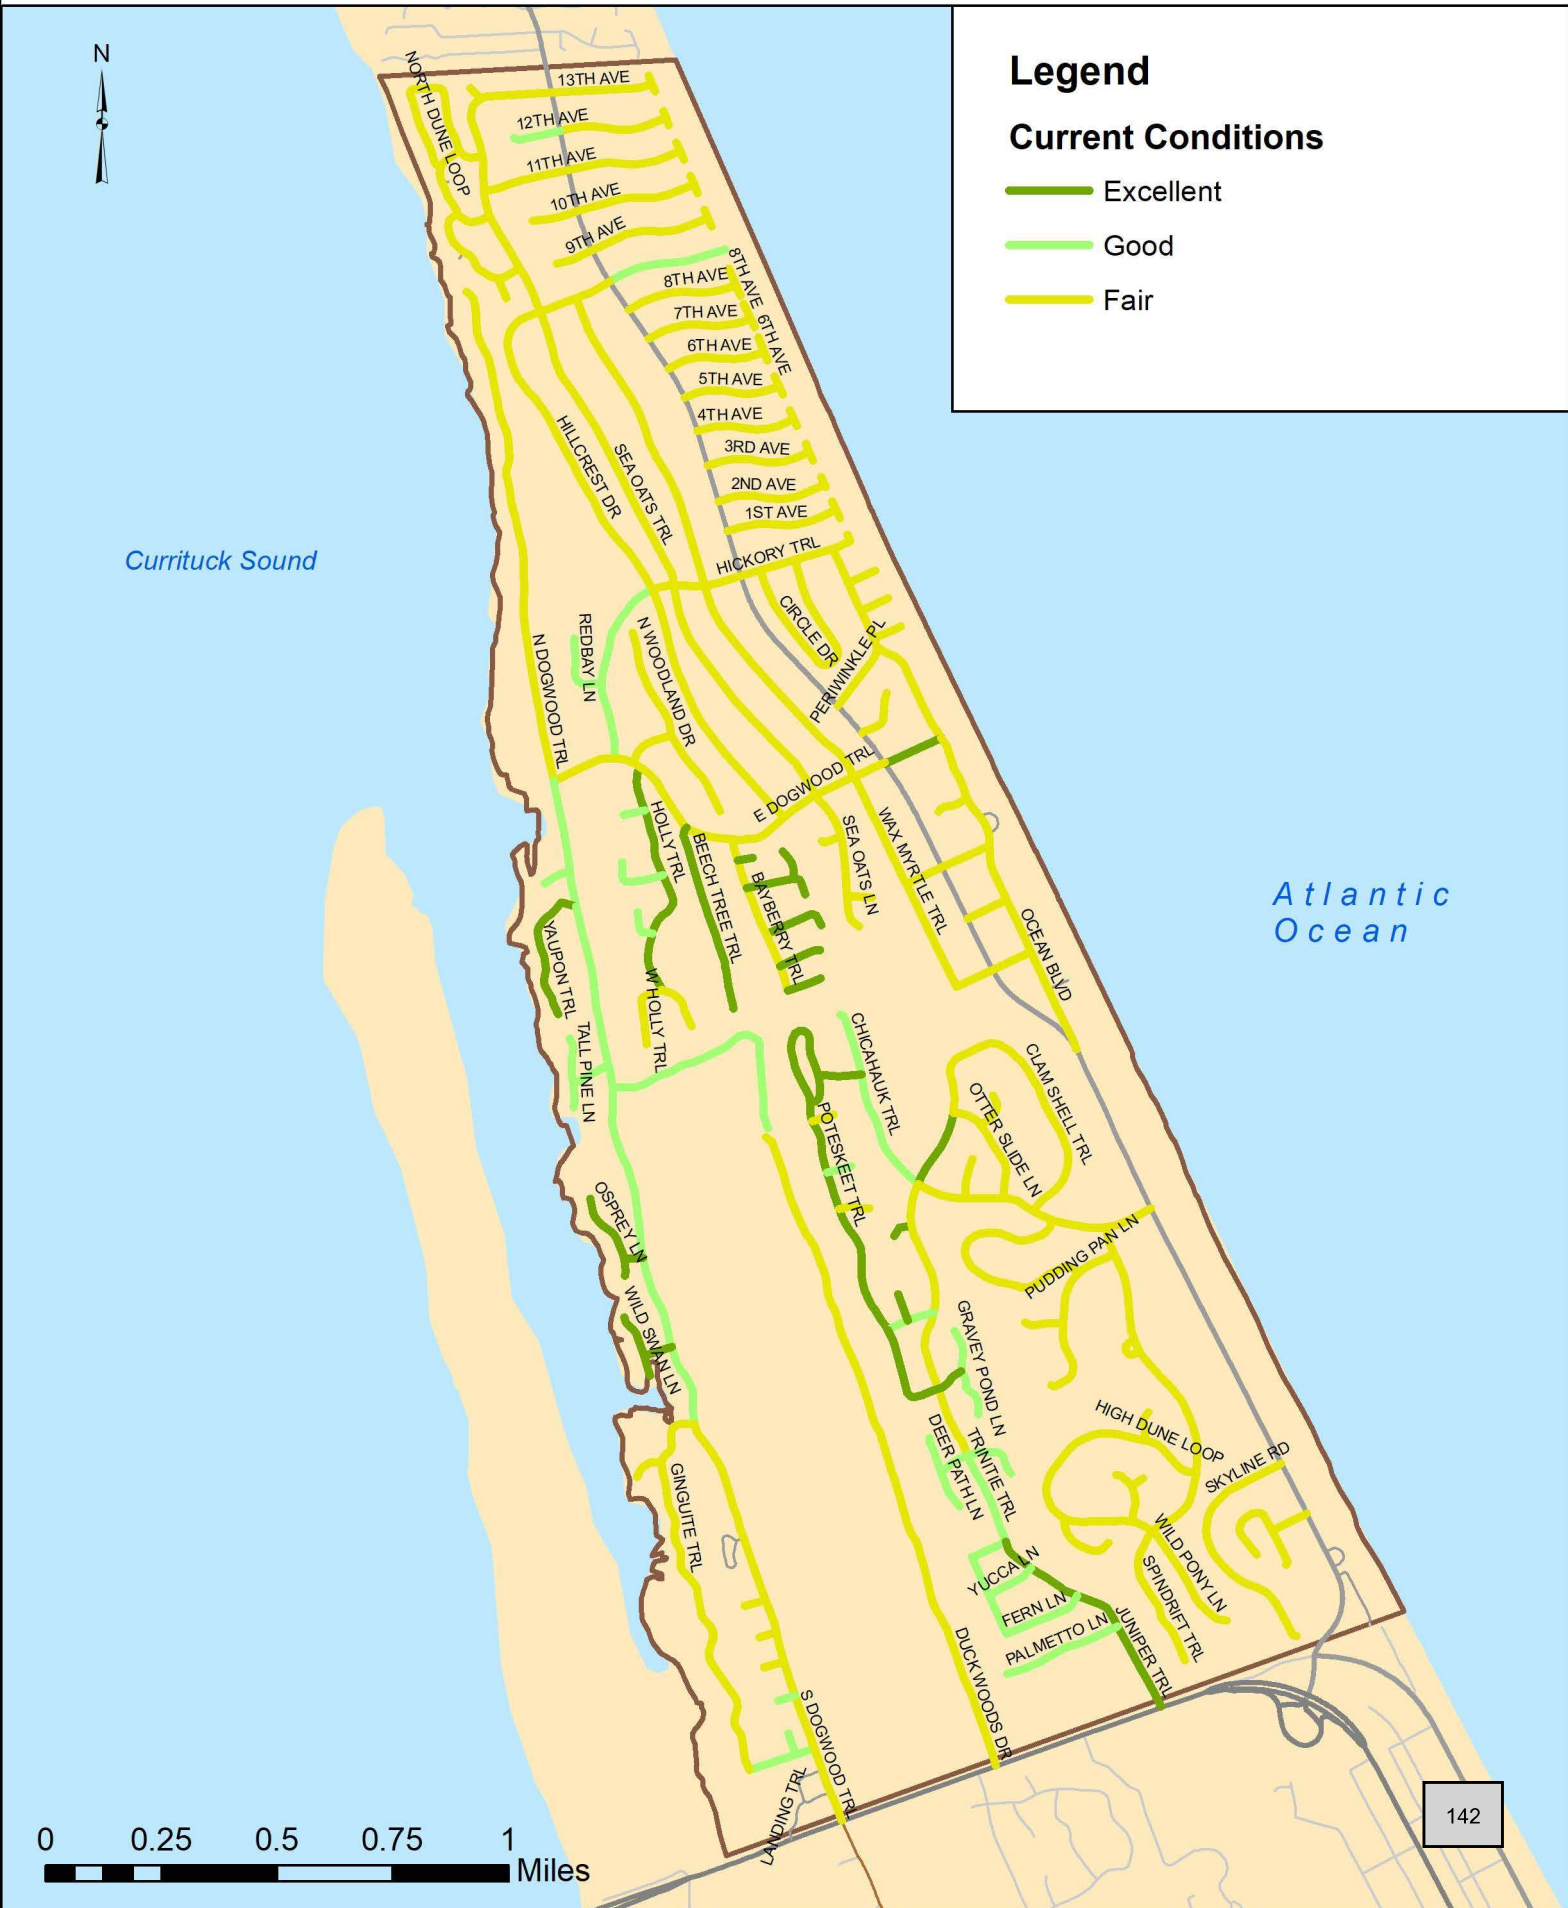 N
Legend
Current Conditions
Excellent
Good
Fair
NORTH DUNE LOOP
13TH AVE
12TH AVE
11TH AVE
10TH AVE
9TH AVE
8TH AVE
8TH AVE
7TH AVE
6TH AVE
6TH AVE
5TH AVE
4TH AVE
3RD AVE
2ND AVE
1ST AVE
HILLCREST DR
SEA OATS TRL
HICKORY TRL
Currituck Sound
CIRCLE DR
PERIWINKLE PL
REDBAY LN
N WOODLAND DR
N DOGWOOD TRL
E DOGWOOD TRL
HOLLY TRL
BEECH TREE TRL
BAYBERRY TRL
SEA OATS LN
WAX MYRTLE TRL
OCEAN BLVD
Atlantic
Ocean
YAUPON TRL
W HOLLY TRL
TALL PINE LN
CHICAHAUK TRL
CLAM SHELL TRL
OTTER SLIDE LN
POTESKEET TRL
OSPREY LN
PUDDING PAN LN
WILD SWAN LN
GRAVEY POND LN
HIGH DUNE LOOP
SKYLINE RD
DEER PATH LN
TRINITIE TRL
GINGUITE TRL
WILD PONY LN
SPINDRIFT TRL
YUCCA LN
FERN LN
PALMETTO LN
JUNIPER TRL
DUCK WOODS DR
S DOGWOOD TRL
LANDING TRL
142
0 0.25 0.5 0.75 1
Miles